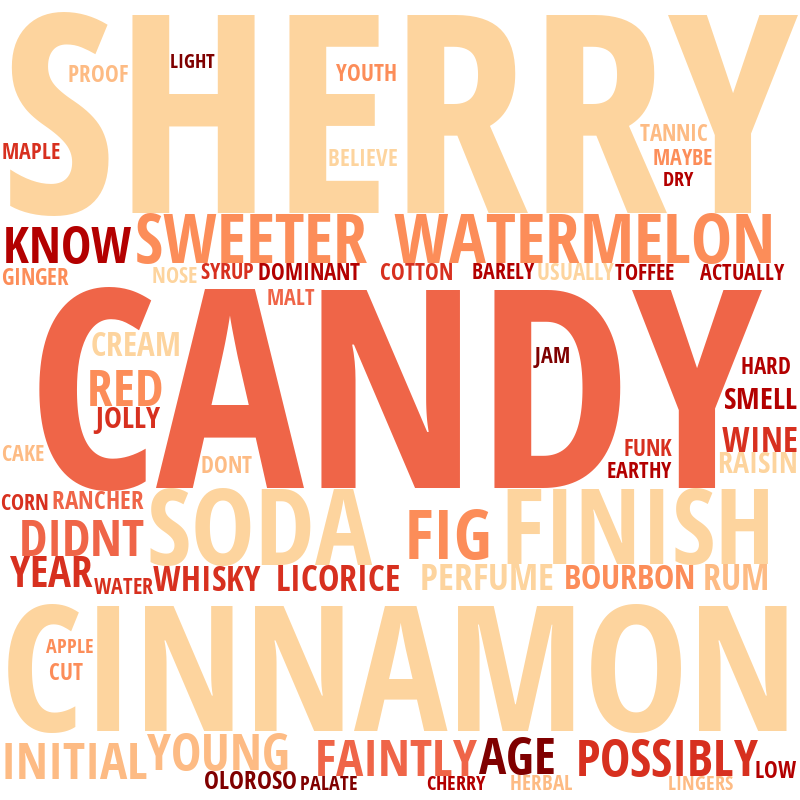 SHERRY
LIGHT
PROOF
YOUTH
TANNIC
MAPLE
BELIEVE
MAYBE
DRY
KNOW SWEETER WATERMELON
GINGER NOSE SYRUP DOMINANT COTTON BARELY USUALLY TOFFEE ACTUALLY
MALT
CANDY
CREAM
JAM
HARD
RED
SMELL
JOLLY
WINE
FUNK
CAKE
DONT
RAISIN
EARTHY
CORN RANCHER
SODA
FINISH
DIDNT
FIG
YEAR
WATER WHISKY LICORICE PERFUME BOURBON RUM
CINNAMON
APPLE
CUT
INITIAL YOUNG FAINTLY AGE POSSIBLY LOW
OLOROSO PALATE CHERRY HERBAL LINGERS